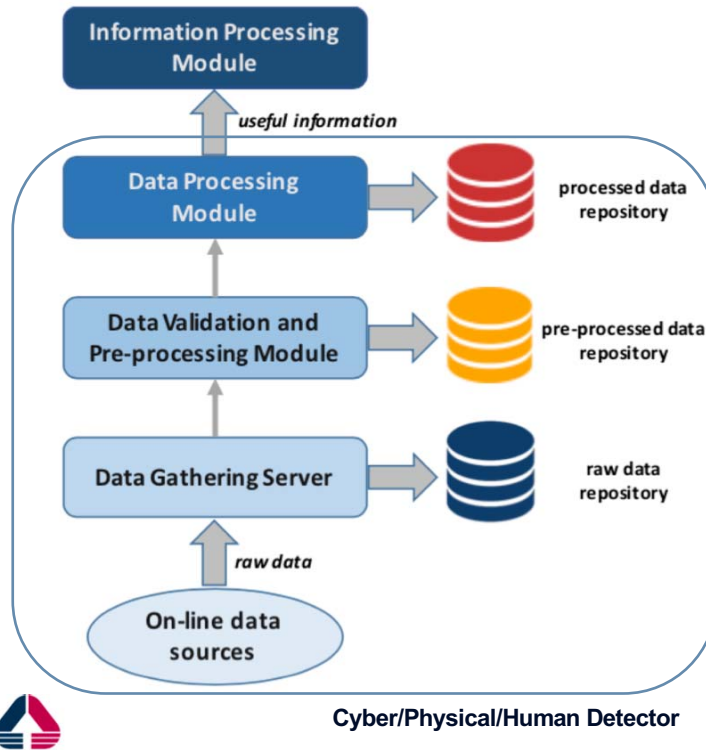 Information Processing
Module
useful information
Data Processing
Module
processed data
repository
Data Validation and
Pre-processing Module
pre-processed data
repository
Data Gathering Server
raw data
repository
raw data
On-line data
sources
Cyber/Physical/Human Detector